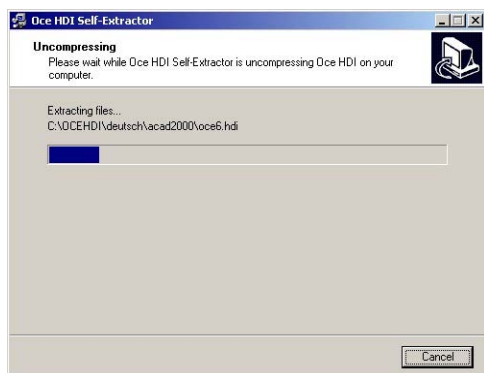 Oce HDI Self-Extractor
Uncompressing
Please wait while Oce HDI Self-Extractor is uncompressing Oce HDI on your
computer.
Extracting files...
C:\OCEHDI\deutsch\acad2000\oce6.hdi
Cancel